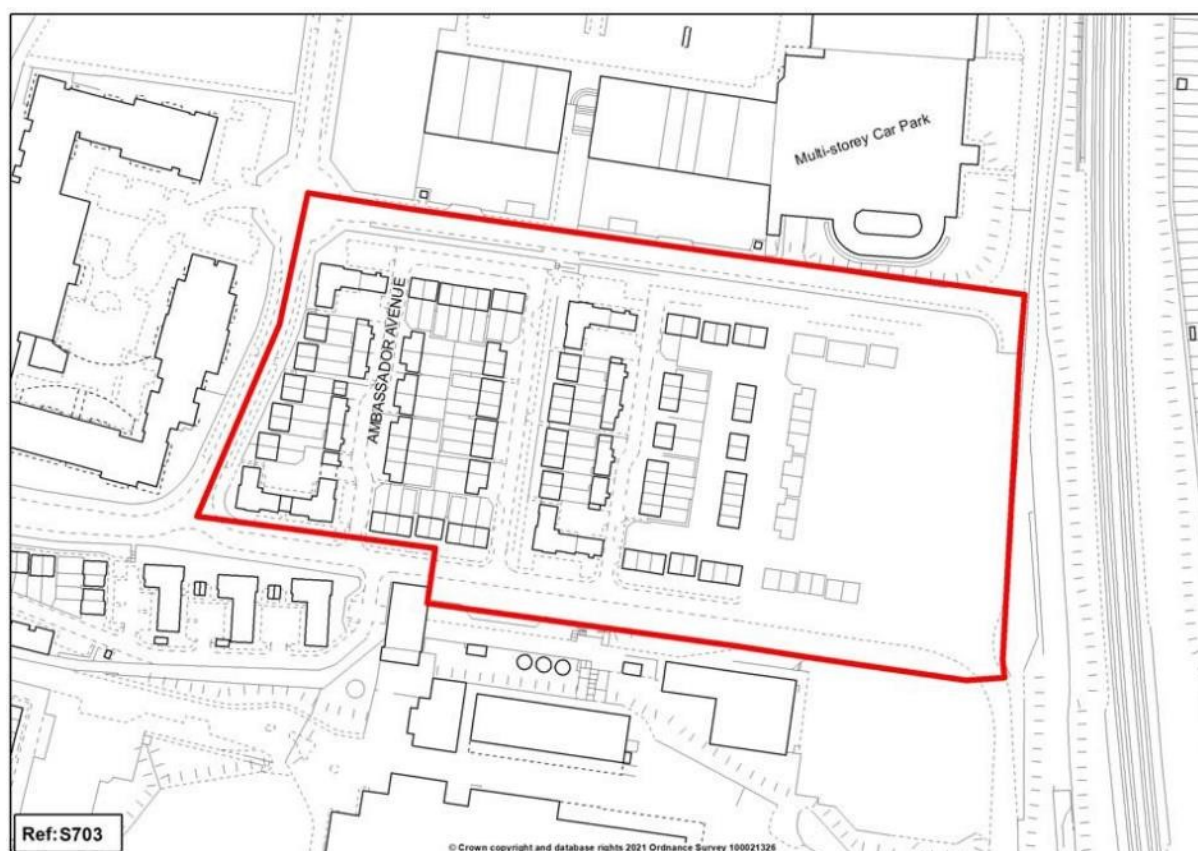 Multi-storey Car Park
AMBASSADOR AVENUE
Ref: S703
© Crown copyright and database rights 2021 Ordnance Survey 100021326